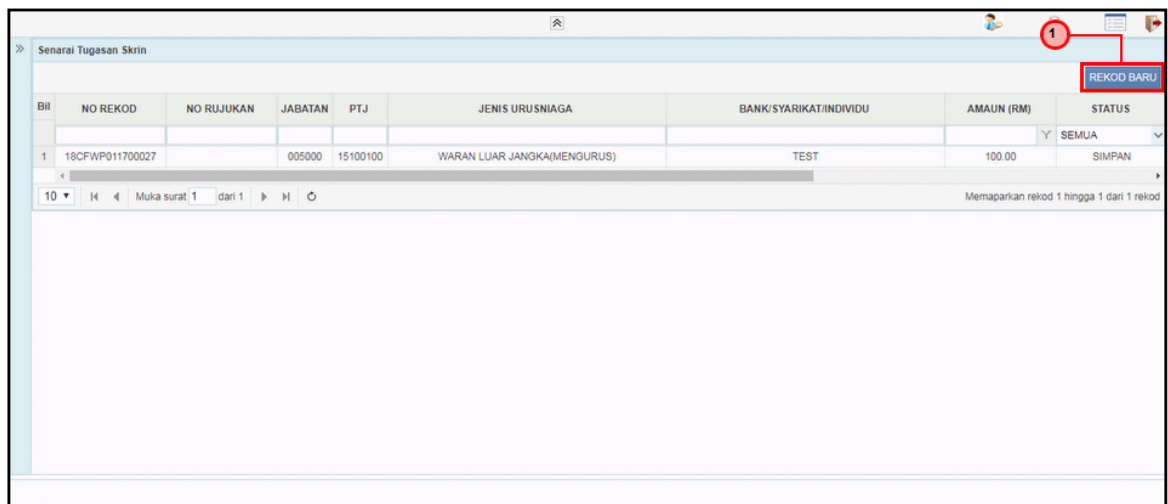 1
» Senarai Tugasan Skrin
REKOD BARU
Bil NO REKOD NO RUJUKAN JABATAN PTJ JENIS URUSNIAGA BANK/SYARIKAT/INDIVIDU AMAUN (RM) STATUS
SEMUA
1 18CFWP011700027 005000 15100100 WARAN LUAR JANGKA(MENGURUS) TEST 100.00 SIMPAN
10 Muka surat 1 dari 1 Memaparkan rekod 1 hingga 1 dari 1 rekod